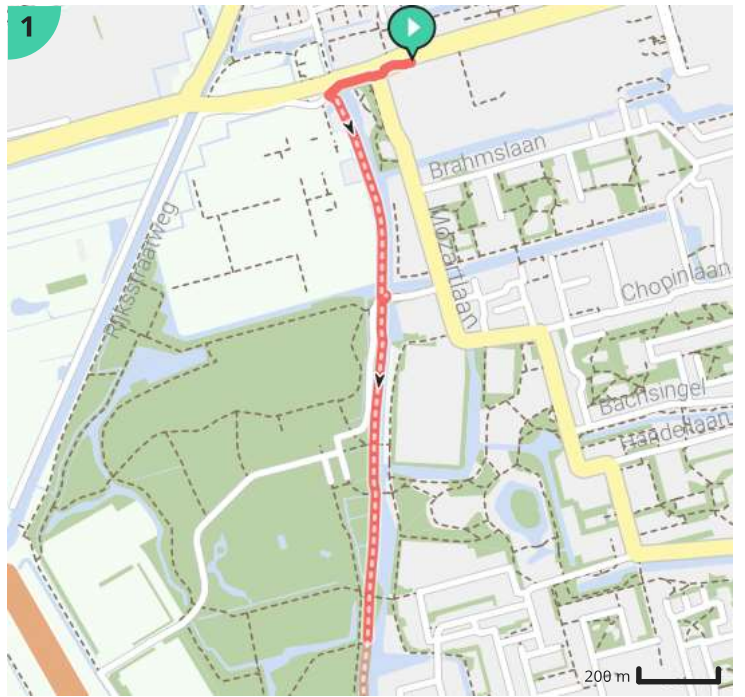 1
Brahmslaan
Mozartlaan
Rijksstraatweg
Chopinlaan
Bachsingel
Händellaan
200 m